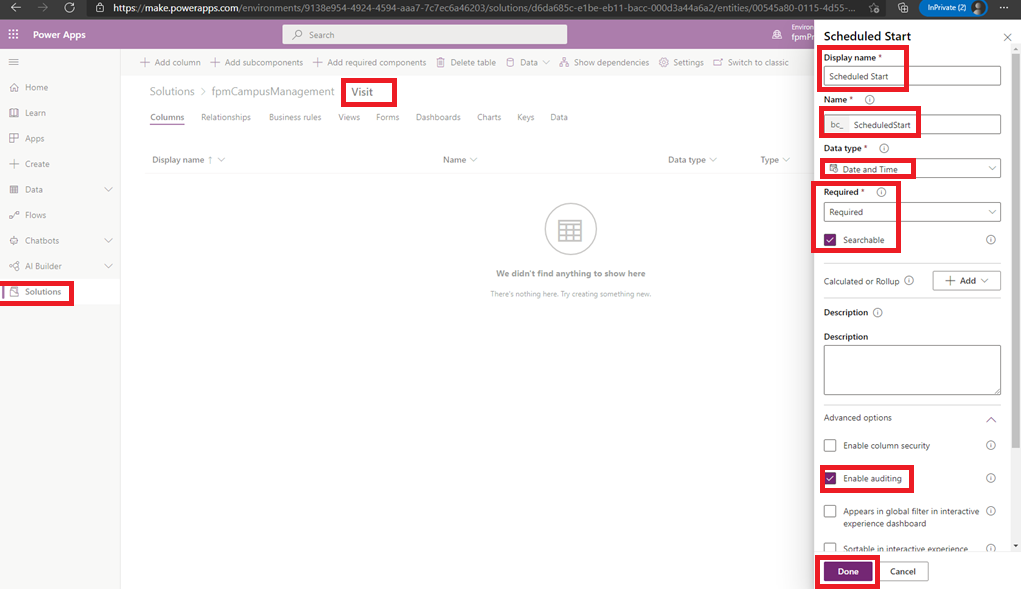 https://make.powerapps.com/environments/9138e954-4924-4594-aaa7-7c7ec6a46203/solutions/d6da685c-e1be-eb11-bacc-000d3a44a6a2/entities/00545a80-0115-4d55-...
InPrivate (2)
Power Apps
Search
Environ
fpmPr
Add column
Add subcomponents
Add required components
Delete table
Data
Show dependencies
Settings
Switch to classic
Home
Learn
Apps
Create
Data
Flows
Chatbots
AI Builder
Solutions
Solutions > fpmCampusManagement > Visit
Columns
Relationships
Business rules
Views
Forms
Dashboards
Charts
Keys
Data
Display name
Name
Data type
Type
We didn't find anything to show here
There's nothing here. Try creating something new.
Scheduled Start
Display name *
Scheduled Start
Name *
bc_ ScheduledStart
Data type *
Date and Time
Required *
Required
Searchable
Calculated or Rollup
Add
Description
Description
Advanced options
Enable column security
Enable auditing
Appears in global filter in interactive
experience dashboard
Sortable in interactive experience
Done
Cancel